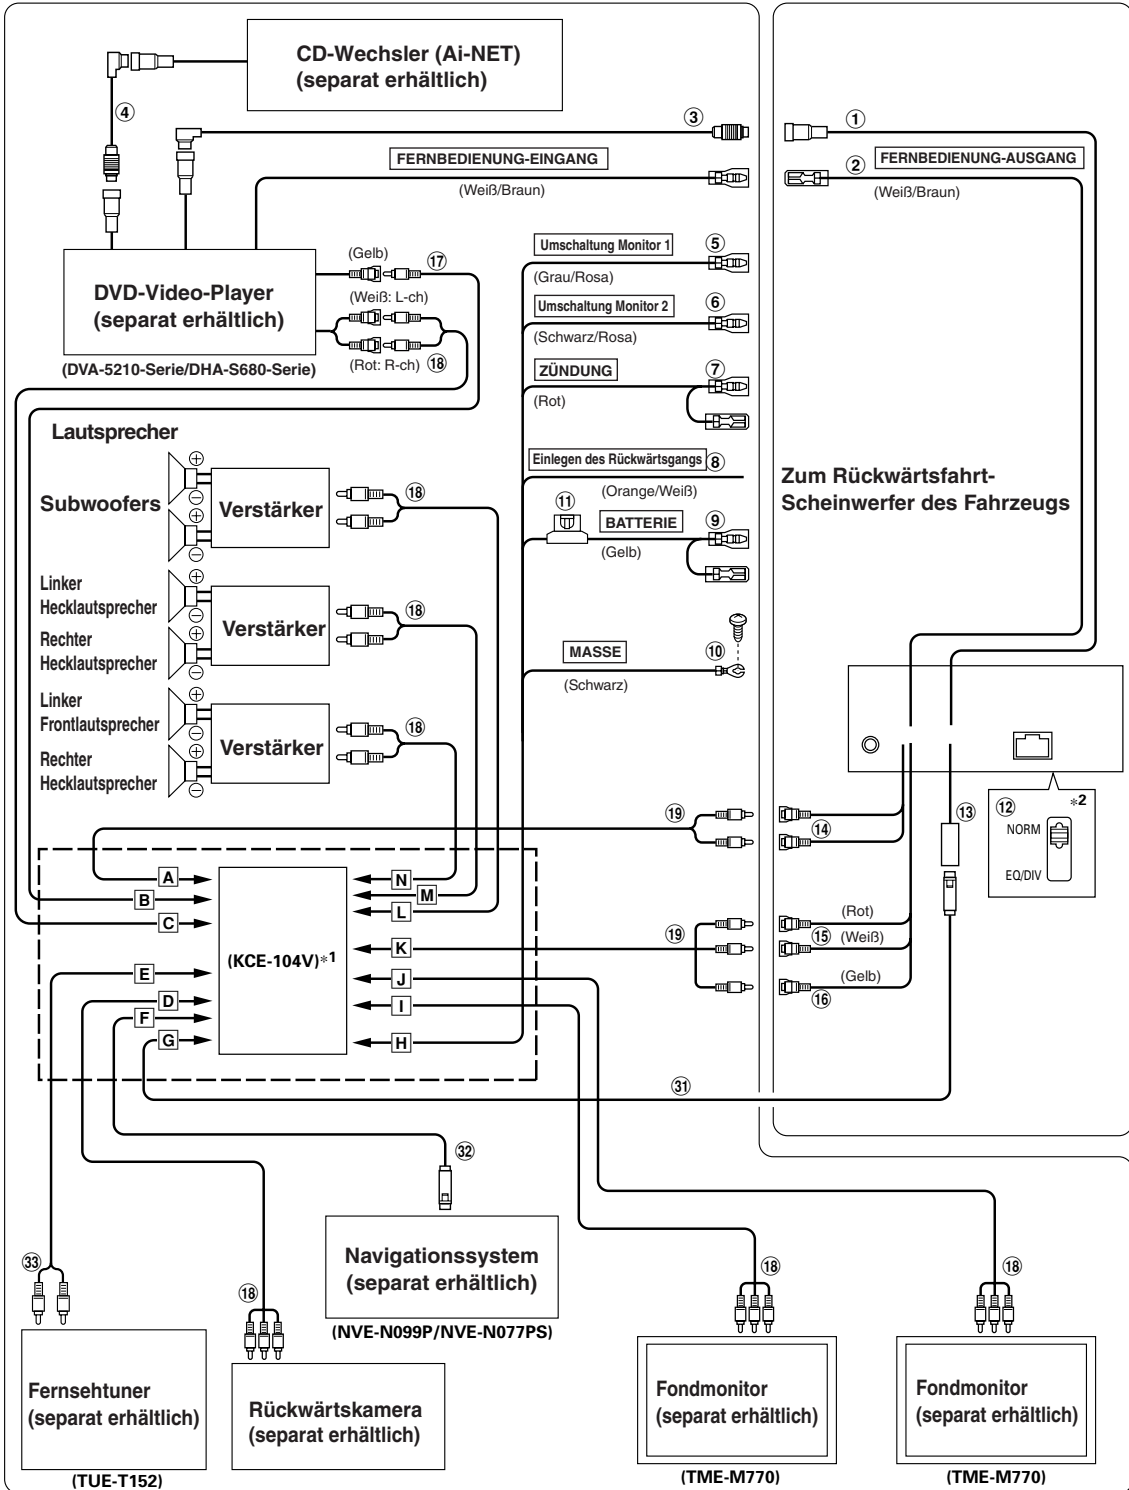 CD-Wechsler (Ai-NET)
(separat erhältlich)
④
③
①
FERNBEDIENUNG-EINGANG
(Weiß/Braun)
②
FERNBEDIENUNG-AUSGANG
(Weiß/Braun)
DVD-Video-Player
(separat erhältlich)
(DVA-5210-Serie/DHA-S680-Serie)
(Gelb)
⑰
(Weiß: L-ch)
(Rot: R-ch)
⑱
Umschaltung Monitor 1
⑤
(Grau/Rosa)
Umschaltung Monitor 2
⑥
(Schwarz/Rosa)
ZÜNDUNG
⑦
(Rot)
Einlegen des Rückwärtsgangs
⑧
(Orange/Weiß)
⑪
BATTERIE
⑨
(Gelb)
MASSE
⑩
(Schwarz)
Zum Rückwärtsfahrt-
Scheinwerfer des Fahrzeugs
Lautsprecher
Subwoofers
⊕
⊖
⊕
⊖
Verstärker
⑱
Linker
Hecklautsprecher
Rechter
Hecklautsprecher
⊕
⊖
⊕
⊖
Verstärker
⑱
Linker
Frontlautsprecher
Rechter
Hecklautsprecher
⊕
⊖
⊕
⊖
Verstärker
⑱
⑫
*2
NORM
EQ/DIV
⑬
⑲
⑭
A
B
C
E
D
F
G
(KCE-104V)*1
N
M
L
K
J
I
H
⑲
(Rot)
⑮
(Weiß)
(Gelb)
⑯
㉛
㉜
Navigationssystem
(separat erhältlich)
(NVE-N099P/NVE-N077PS)
㉝
Fernsehtuner
(separat erhältlich)
(TUE-T152)
⑱
Rückwärtskamera
(separat erhältlich)
⑱
Fondmonitor
(separat erhältlich)
(TME-M770)
⑱
Fondmonitor
(separat erhältlich)
(TME-M770)